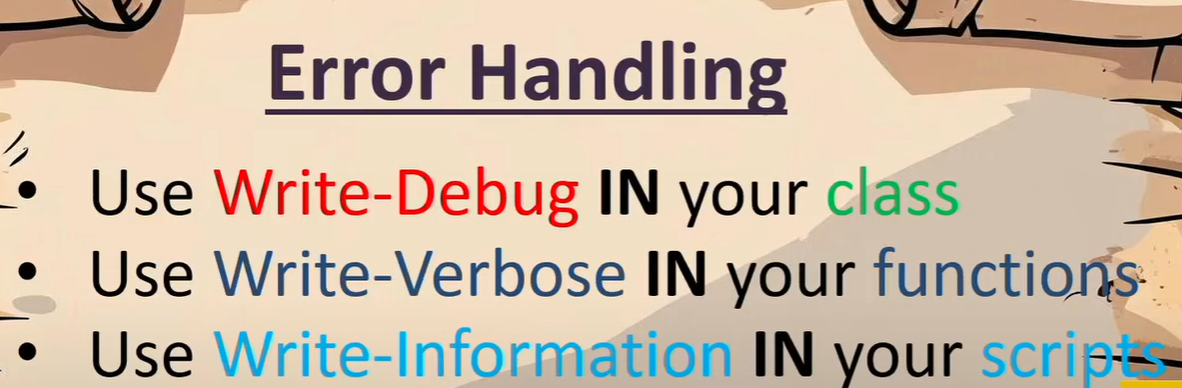 Error Handling
• Use Write-Debug IN your class
• Use Write-Verbose IN your functions
• Use Write-Information IN your scripts